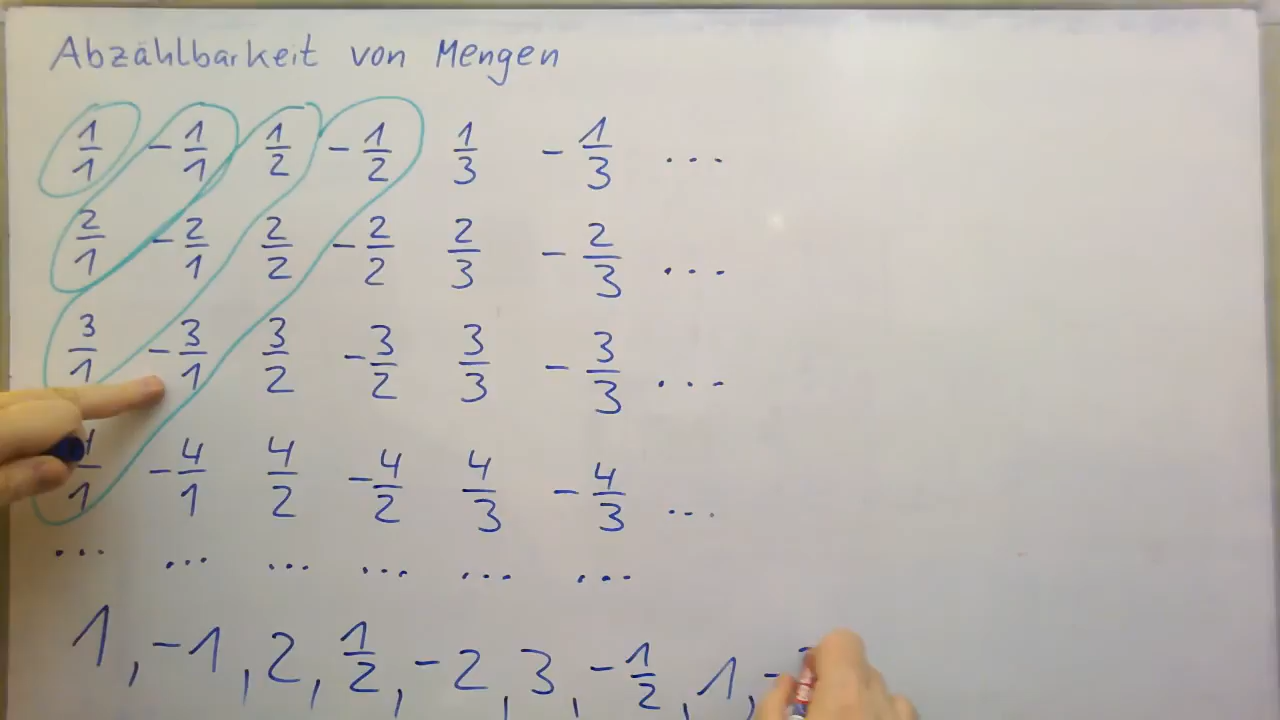 Abzählbarkeit von Mengen
1/1 -1/1 1/2 -1/2 1/3 -1/3 ...
2/1 -2/1 2/2 -2/2 2/3 -2/3 ...
3/1 -3/1 3/2 -3/2 3/3 -3/3 ...
4/1 -4/1 4/2 -4/2 4/3 -4/3 ...
... ... ... ... ... ...
1, -1, 2, 1/2, -2, 3, -1/2, 1, -